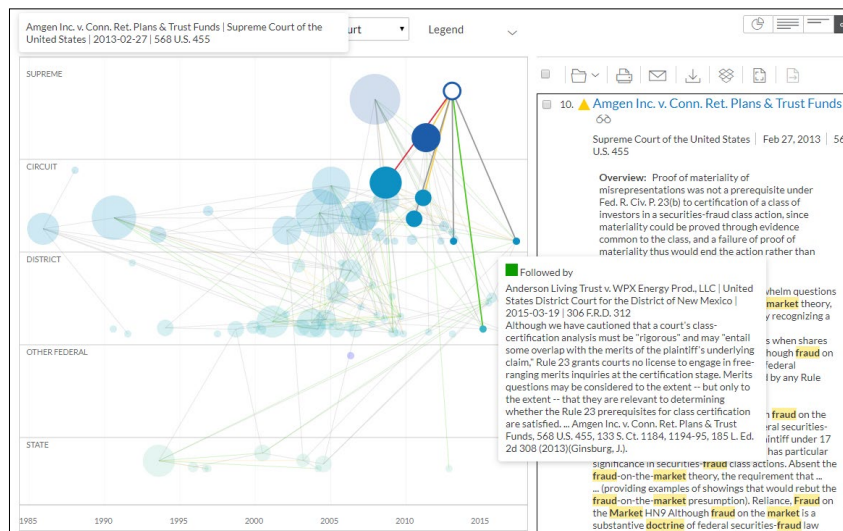 Amgen Inc. v. Conn. Ret. Plans & Trust Funds | Supreme Court of the
United States | 2013-02-27 | 568 U.S. 455
Legend
SUPREME
CIRCUIT
DISTRICT
OTHER FEDERAL
STATE
1985 1990 1995 2000 2005 2010 2015
10. Amgen Inc. v. Conn. Ret. Plans & Trust Funds
Supreme Court of the United States | Feb 27, 2013 | 56
U.S. 455
Overview: Proof of materiality of
misrepresentations was not a prerequisite under
Fed. R. Civ. P. 23(b) to certification of a class of
investors in a securities-fraud class action, since
materiality could be proved through evidence
common to the class, and a failure of proof of
materiality thus would end the action rather than
Followed by
Anderson Living Trust v. WPX Energy Prod., LLC | United
States District Court for the District of New Mexico |
2015-03-19 | 306 F.R.D. 312
Although we have cautioned that a court's class-
certification analysis must be "rigorous" and may "entail
some overlap with the merits of the plaintiff's underlying
claim," Rule 23 grants courts no license to engage in free-
ranging merits inquiries at the certification stage. Merits
questions may be considered to the extent -- but only to
the extent -- that they are relevant to determining
whether the Rule 23 prerequisites for class certification
are satisfied. ... Amgen Inc. v. Conn. Ret. Plans & Trust
Funds, 568 U.S. 455, 133 S. Ct. 1184, 1194-95, 185 L. Ed.
2d 308 (2013)(Ginsburg, J.).
questions
market theory,
recognizing a
when shares
fraud on
federal
by any Rule
fraud on the
securities-
under 17
has particular
significance in securities-fraud class actions. Absent the
fraud-on-the-market theory, the requirement that ...
... (providing examples of showings that would rebut the
fraud-on-the-market presumption). Reliance, Fraud on
the Market HN9 Although fraud on the market is a
substantive doctrine of federal securities-fraud law